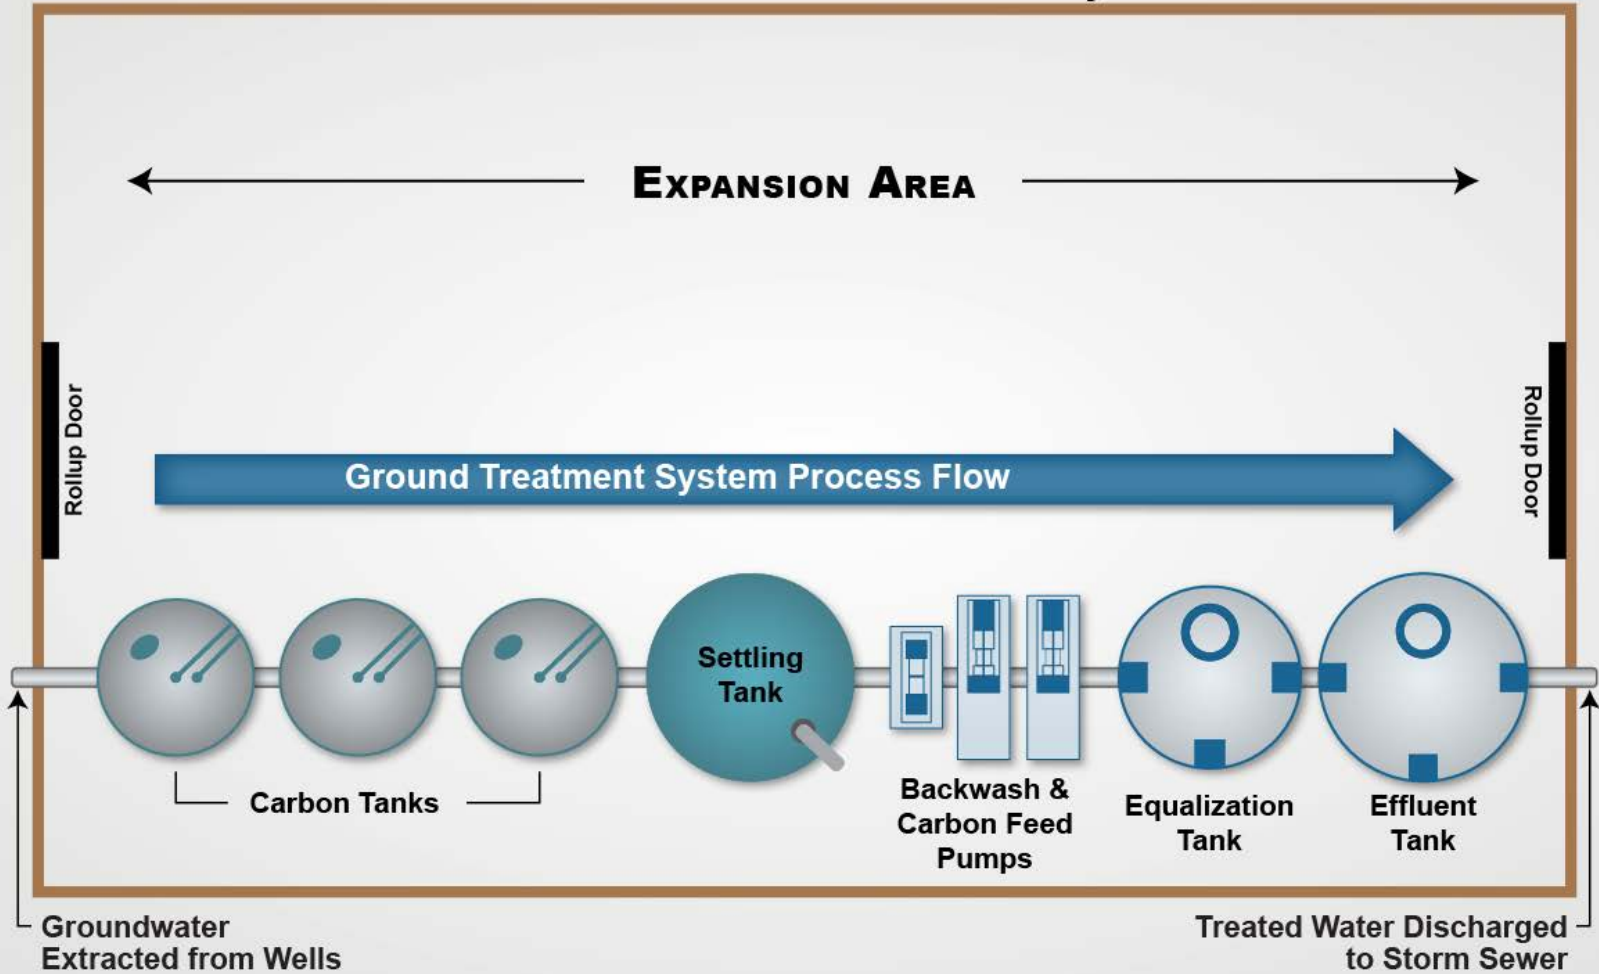 EXPANSION AREA
Rollup Door
Rollup Door
Ground Treatment System Process Flow
Settling
Tank
Carbon Tanks
Backwash &
Carbon Feed
Pumps
Equalization
Tank
Effluent
Tank
Groundwater
Extracted from Wells
Treated Water Discharged
to Storm Sewer